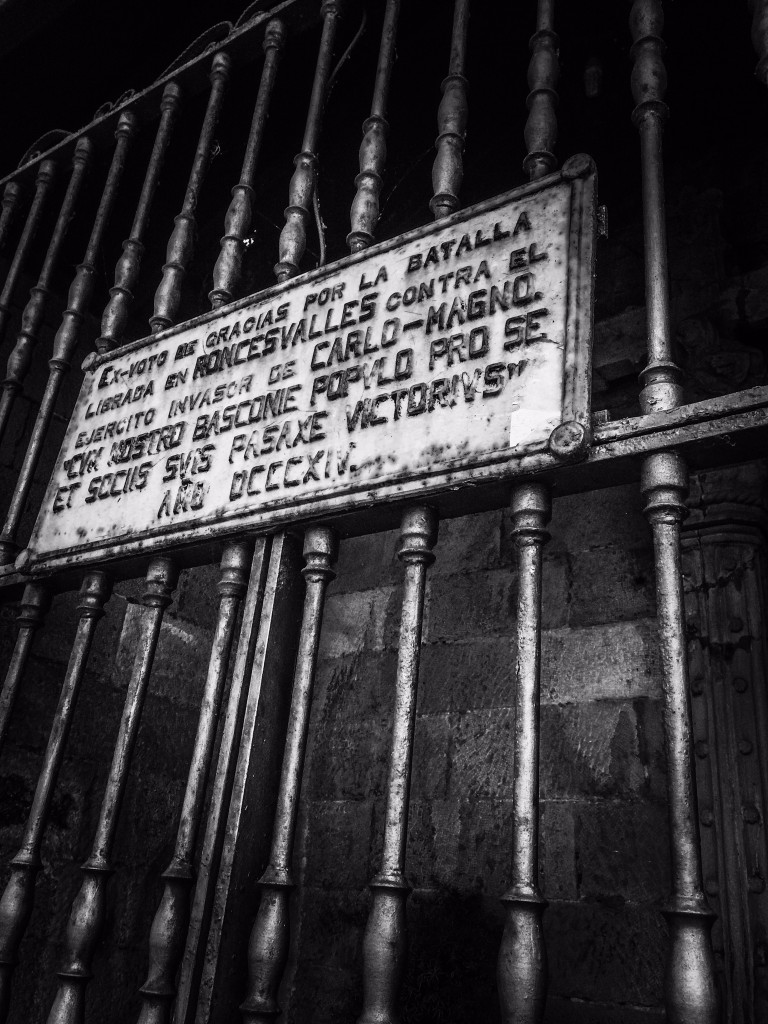 EX-VOTO DE GRACIAS POR LA BATALLA
LIBRADA EN RONCESVALLES CONTRA EL
EJERCITO INVASOR DE CARLO-MAGNO.
"CVM NOSTRO BASCONIE POPVLO PRO SE
ET SOCIIS SVIS PASAXE VICTORIVS"
AÑO DCCCXIV.